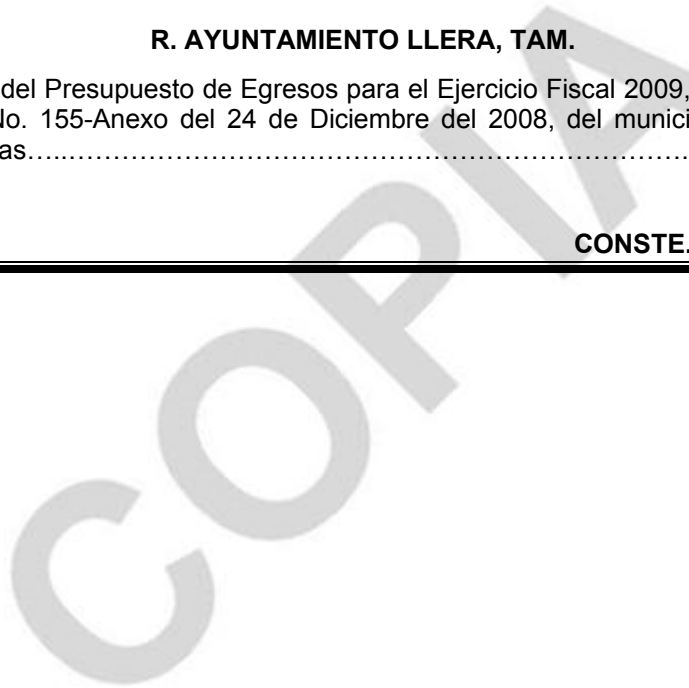 R. AYUNTAMIENTO LLERA, TAM.
del Presupuesto de Egresos para el Ejercicio Fiscal 2009,
No. 155-Anexo del 24 de Diciembre del 2008, del munici
as…..……………………………………………………………….
CONSTE.
COPIA